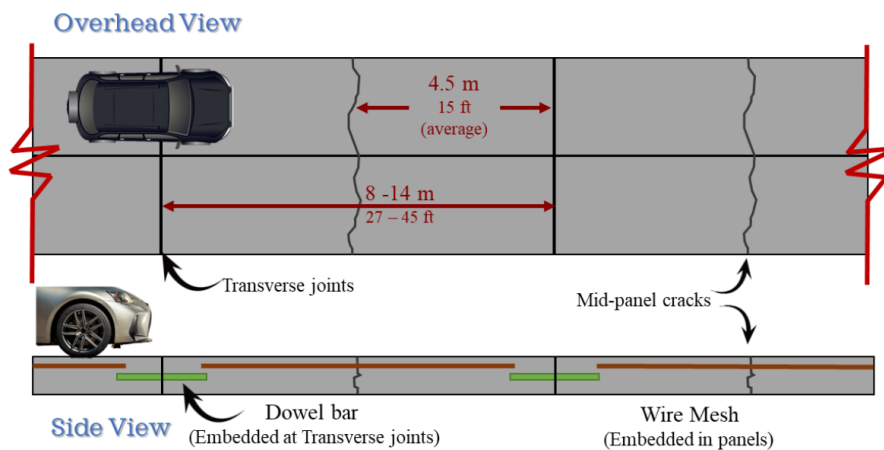 Overhead View
4.5 m
15 ft
(average)
8 -14 m
27 – 45 ft
Transverse joints
Mid-panel cracks
Dowel bar
(Embedded at Transverse joints)
Wire Mesh
(Embedded in panels)
Side View